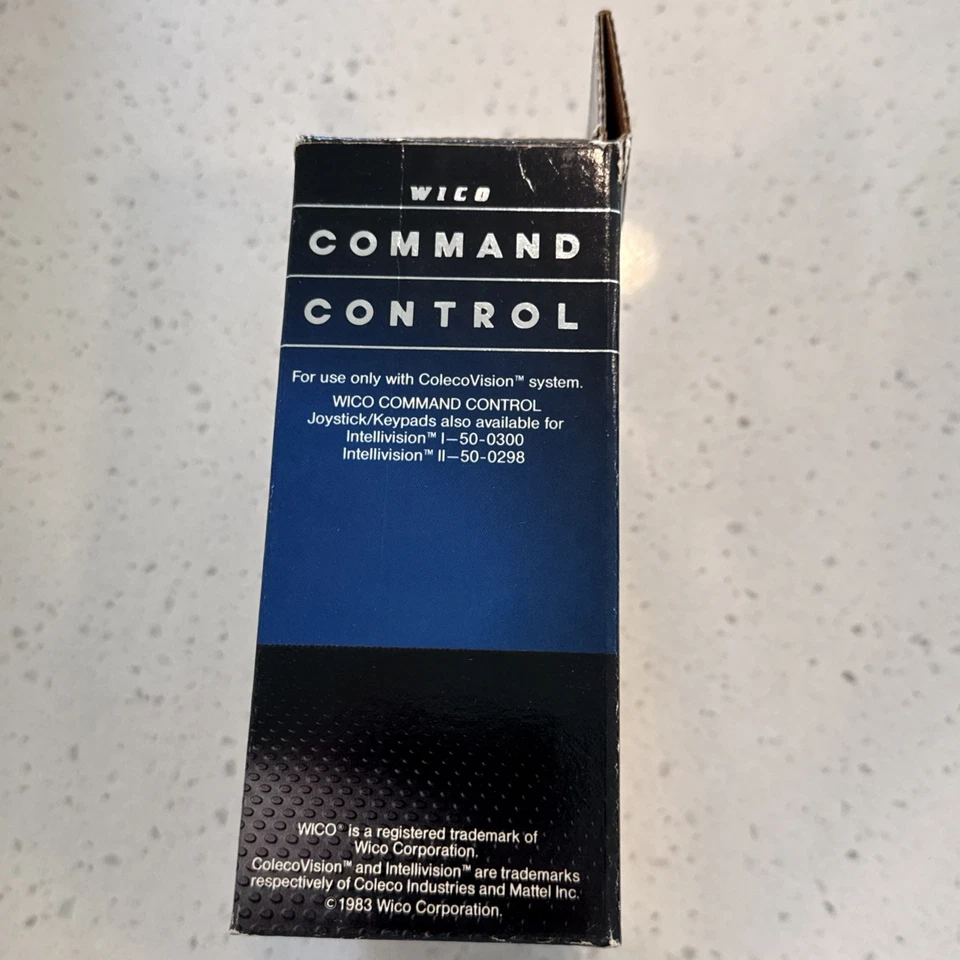 WICO
COMMAND
CONTROL
For use only with ColecoVision™ system.
WICO COMMAND CONTROL
Joystick/Keypads also available for
Intellivision™ I—50-0300
Intellivision™ II—50-0298
WICO® is a registered trademark of
Wico Corporation.
ColecoVision™ and Intellivision™ are trademarks
respectively of Coleco Industries and Mattel Inc.
©1983 Wico Corporation.